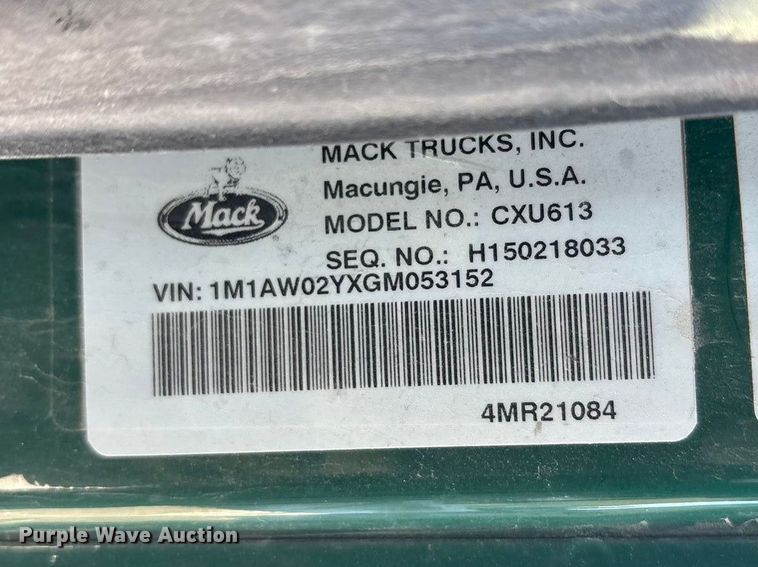 MACK TRUCKS, INC.
Macungie, PA, U.S.A.
Mack
MODEL NO.: CXU613
SEQ. NO.: H150218033
VIN: 1M1AW02YXGM053152
4MR21084
Purple Wave Auction